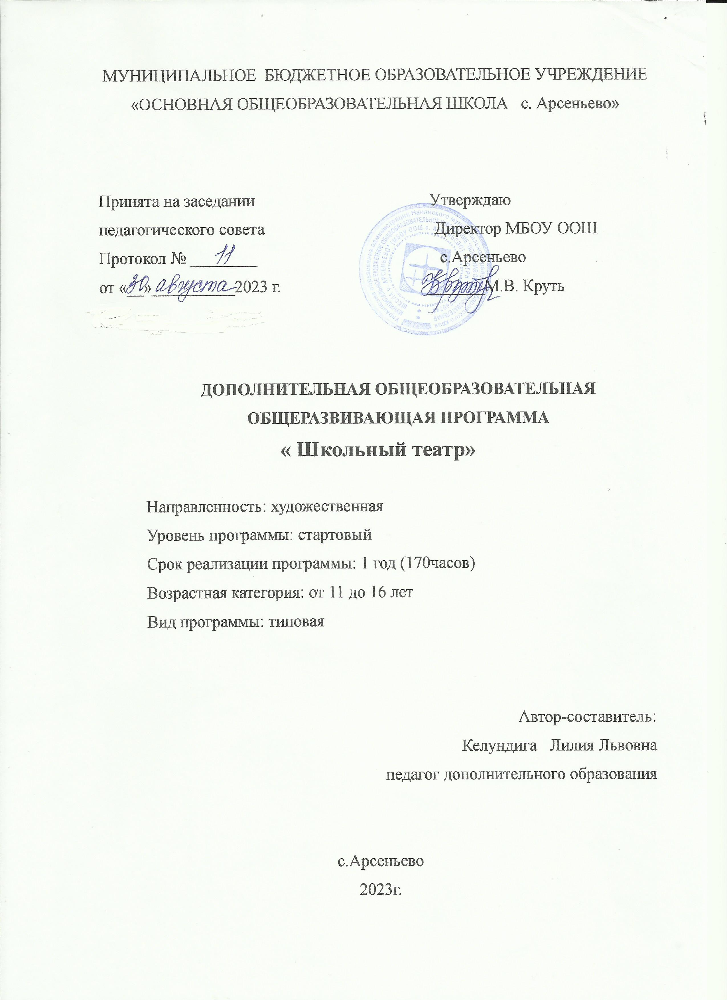 МУНИЦИПАЛЬНОЕ БЮДЖЕТНОЕ ОБРАЗОВАТЕЛЬНОЕ УЧРЕЖДЕНИЕ
«ОСНОВНАЯ ОБЩЕОБРАЗОВАТЕЛЬНАЯ ШКОЛА с. Арсеньево»
Принята на заседании
педагогического совета
Протокол № 11
от «30» августа 2023 г.
Утверждаю
Директор МБОУ ООШ
с.Арсеньево
М.В. Круть
ДОПОЛНИТЕЛЬНАЯ ОБЩЕОБРАЗОВАТЕЛЬНАЯ
ОБЩЕРАЗВИВАЮЩАЯ ПРОГРАММА
« Школьный театр»
Направленность: художественная
Уровень программы: стартовый
Срок реализации программы: 1 год (170часов)
Возрастная категория: от 11 до 16 лет
Вид программы: типовая
Автор-составитель:
Келундига Лилия Львовна
педагог дополнительного образования
с.Арсеньево
2023г.